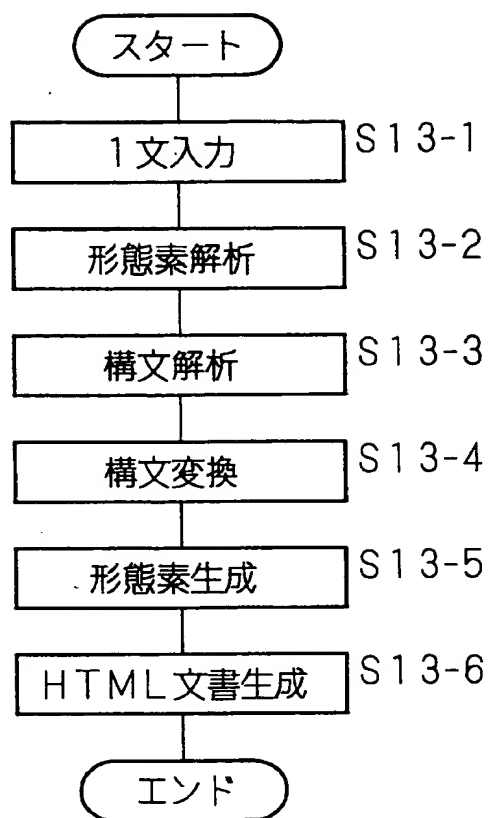 スタート
1文入力 S13-1
形態素解析 S13-2
構文解析 S13-3
構文変換 S13-4
形態素生成 S13-5
HTML文書生成 S13-6
エンド